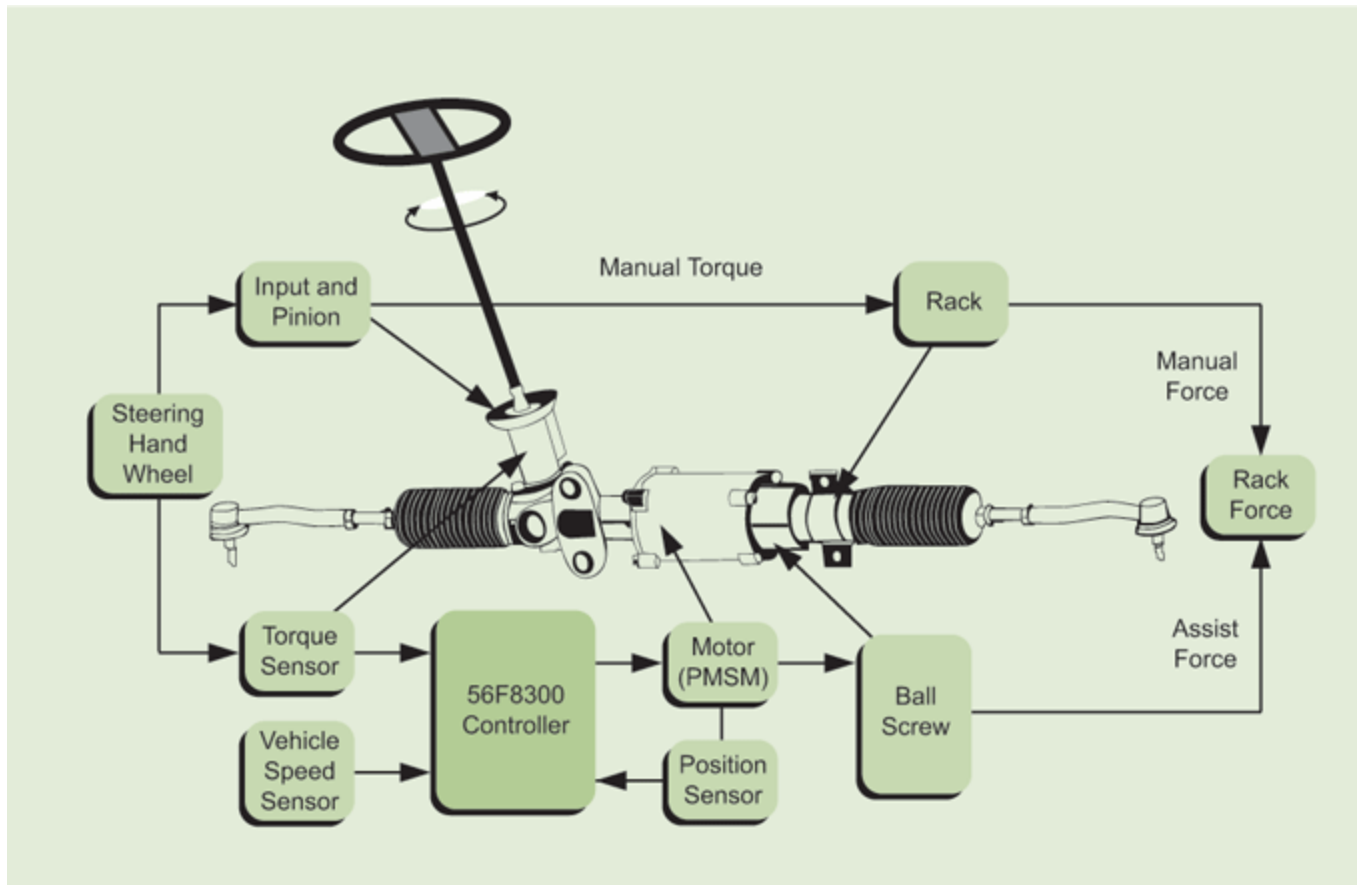 Manual Torque
Input and
Pinion
Rack
Manual
Force
Steering
Hand
Wheel
Rack
Force
Torque
Sensor
56F8300
Controller
Motor
(PMSM)
Ball
Screw
Assist
Force
Vehicle
Speed
Sensor
Position
Sensor